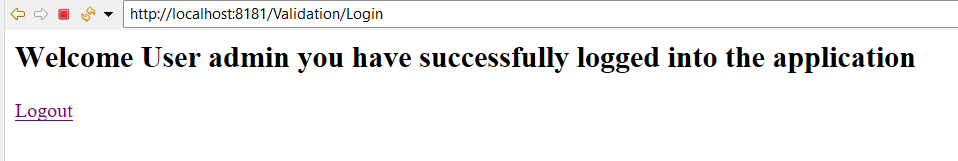 http://localhost:8181/Validation/Login
Welcome User admin you have successfully logged into the application
Logout